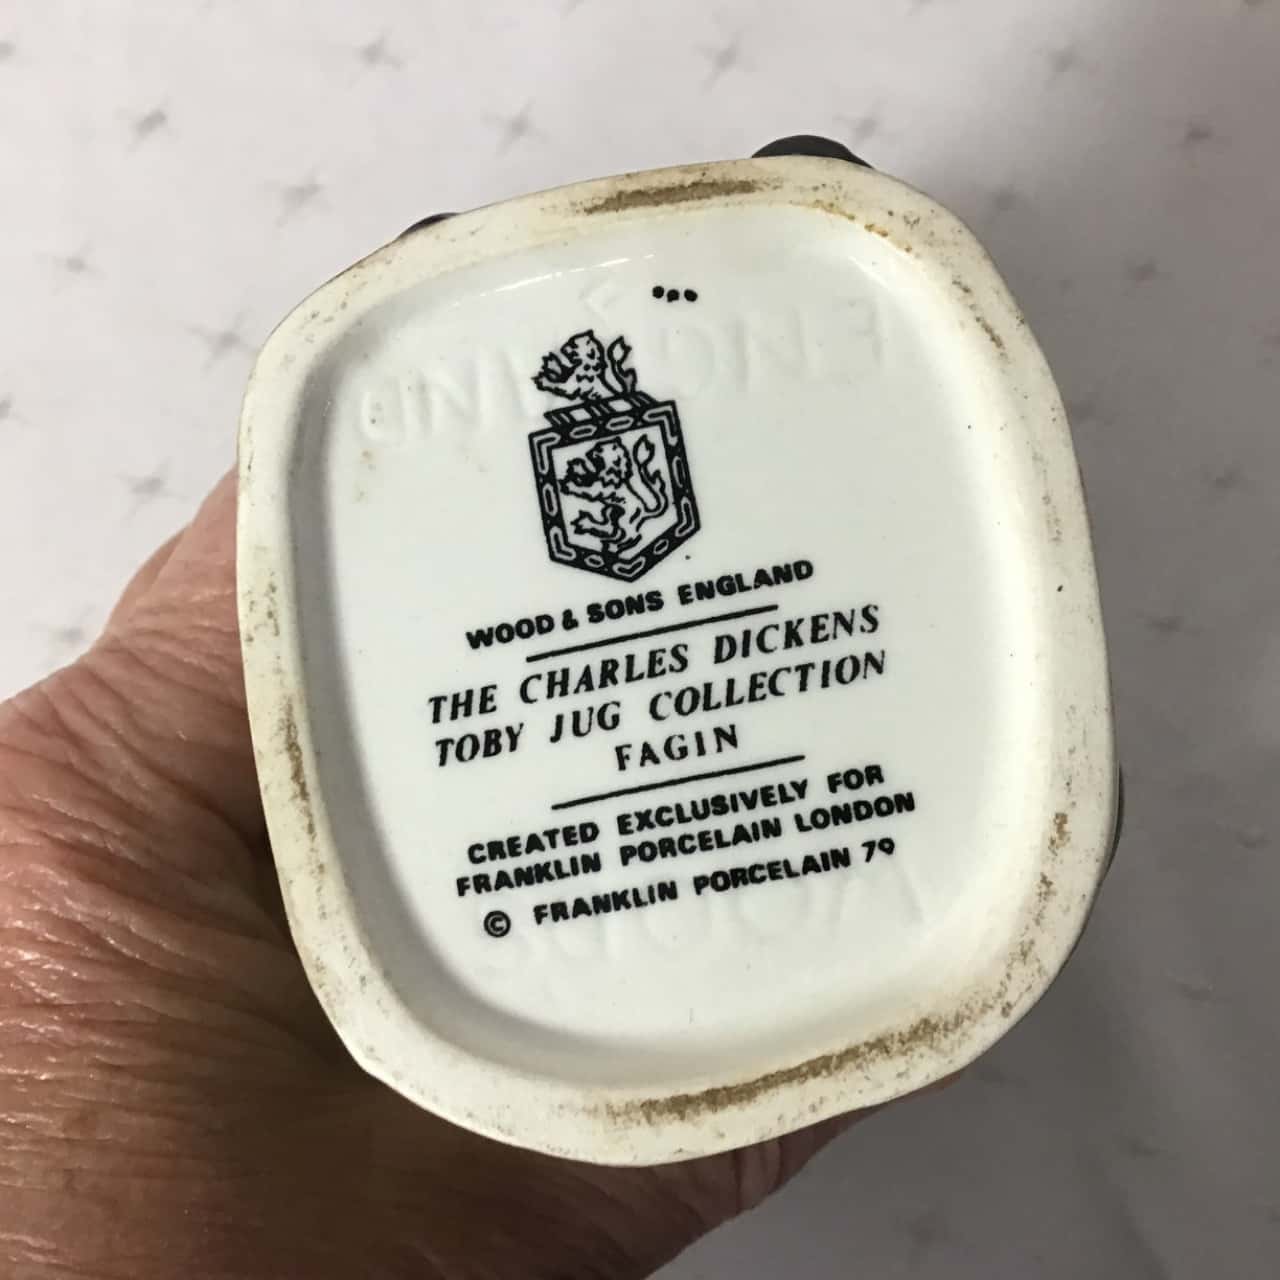 ENGLAND
WOOD & SONS ENGLAND
THE CHARLES DICKENS
TOBY JUG COLLECTION
FAGIN
CREATED EXCLUSIVELY FOR
FRANKLIN PORCELAIN LONDON
© FRANKLIN PORCELAIN 79